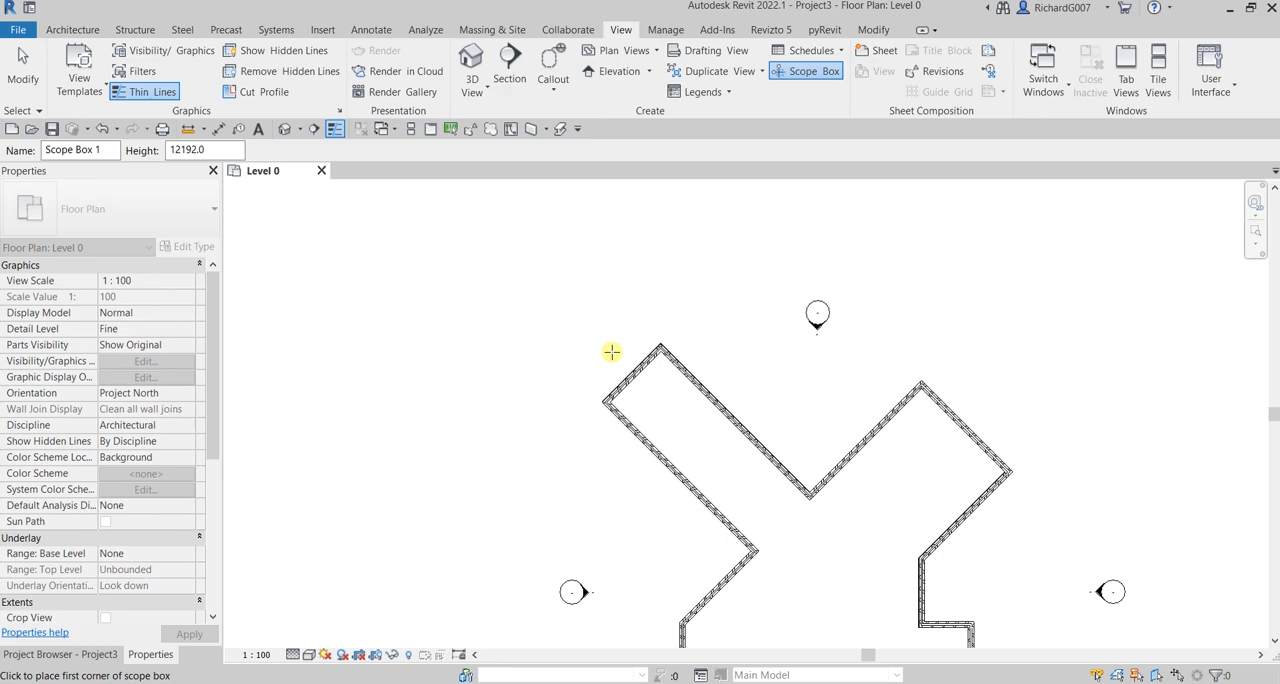 Autodesk Revit 2022.1 - Project3 - Floor Plan: Level 0
RichardG007
File Architecture Structure Steel Precast Systems Insert Annotate Analyze Massing & Site Collaborate View Manage Add-Ins Revizto 5 pyRevit Modify
Modify
View
Templates
Visibility/ Graphics
Filters
Thin Lines
Show Hidden Lines
Remove Hidden Lines
Cut Profile
Render
Render in Cloud
Render Gallery
3D
View
Section
Callout
Plan Views
Elevation
Drafting View
Duplicate View
Legends
Schedules
Scope Box
Sheet
View
Title Block
Revisions
Guide Grid
Switch
Windows
Close
Inactive
Tab
Views
Tile
Views
User
Interface
Select
Graphics
Presentation
Create
Sheet Composition
Windows
Name: Scope Box 1 Height: 12192.0
Properties
Level 0
Floor Plan
Floor Plan: Level 0
Edit Type
Graphics
View Scale 1 : 100
Scale Value 1: 100
Display Model Normal
Detail Level Fine
Parts Visibility Show Original
Visibility/Graphics ... Edit...
Graphic Display O... Edit...
Orientation Project North
Wall Join Display Clean all wall joins
Discipline Architectural
Show Hidden Lines By Discipline
Color Scheme Loc... Background
Color Scheme <none>
System Color Sche... Edit...
Default Analysis Di... None
Sun Path
Underlay
Range: Base Level None
Range: Top Level Unbounded
Underlay Orientati... Look down
Extents
Crop View
Properties help
Apply
Project Browser - Project3 Properties
1 : 100
Click to place first corner of scope box
:0
Main Model
:0